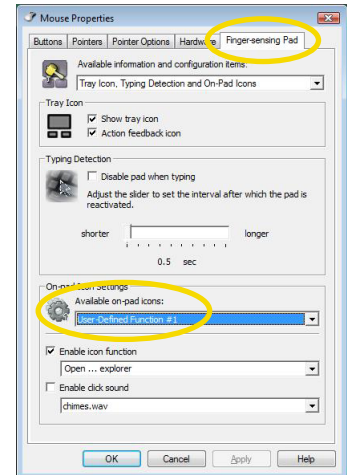 Mouse Properties
Buttons Pointers Pointer Options Hardware Finger-sensing Pad
Available information and configuration items.
Tray Icon, Typing Detection and On-Pad Icons
Tray Icon
Show tray icon
Action feedback icon
Typing Detection
Disable pad when typing
Adjust the slider to set the interval after which the pad is
reactivated.
shorter longer
0.5 sec
On-pad Icon Settings
Available on-pad icons:
User-Defined Function #1
Enable icon function
Open ... explorer
Enable click sound
chimes.wav
OK Cancel Apply Help